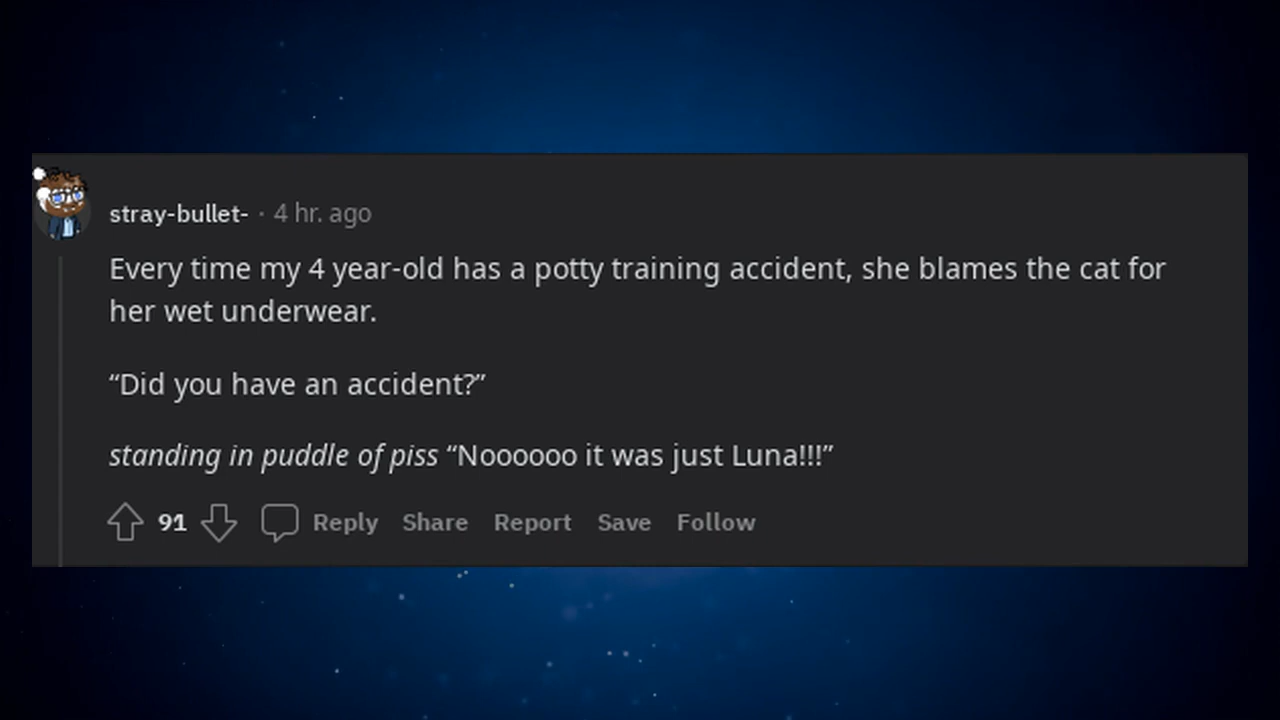 stray-bullet- · 4 hr. ago
Every time my 4 year-old has a potty training accident, she blames the cat for
her wet underwear.
“Did you have an accident?”
standing in puddle of piss “Noooooo it was just Luna!!!”
91 Reply Share Report Save Follow